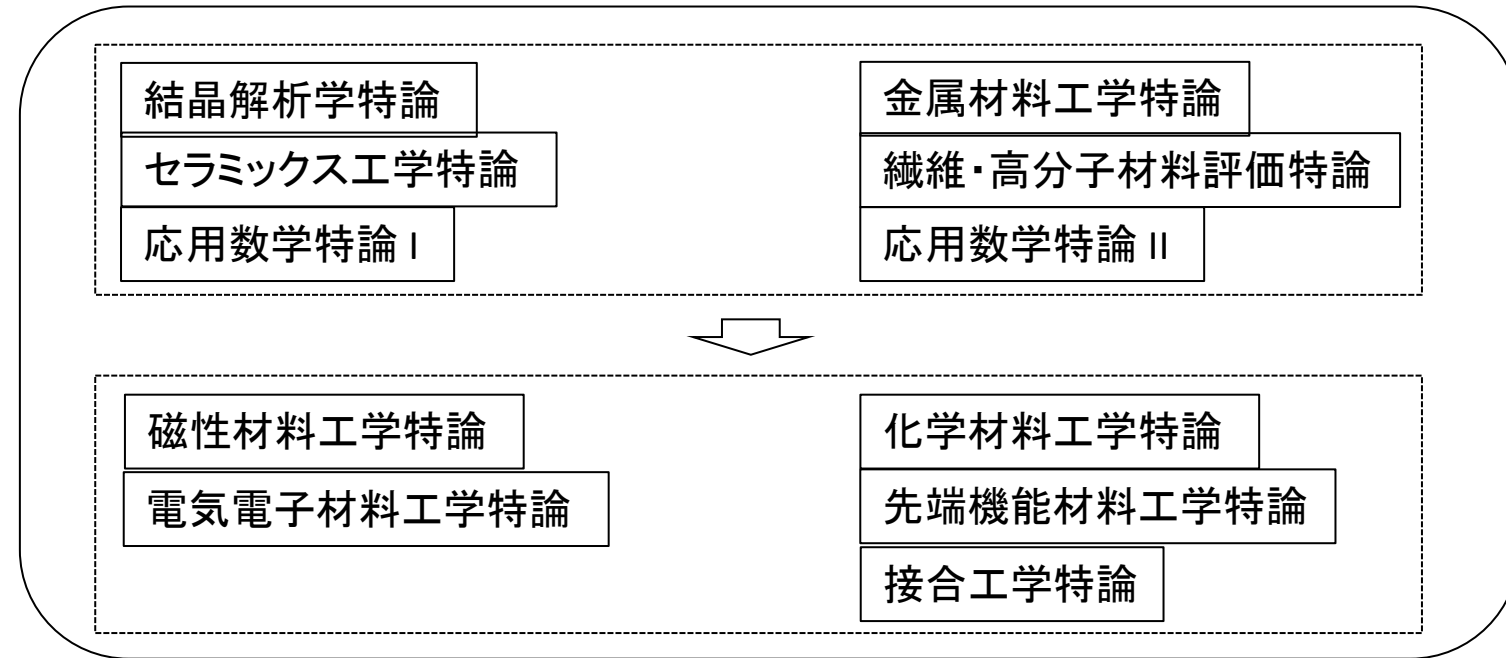 結晶解析学特論
セラミックス工学特論
応用数学特論 I
金属材料工学特論
繊維・高分子材料評価特論
応用数学特論 II
磁性材料工学特論
電気電子材料工学特論
化学材料工学特論
先端機能材料工学特論
接合工学特論